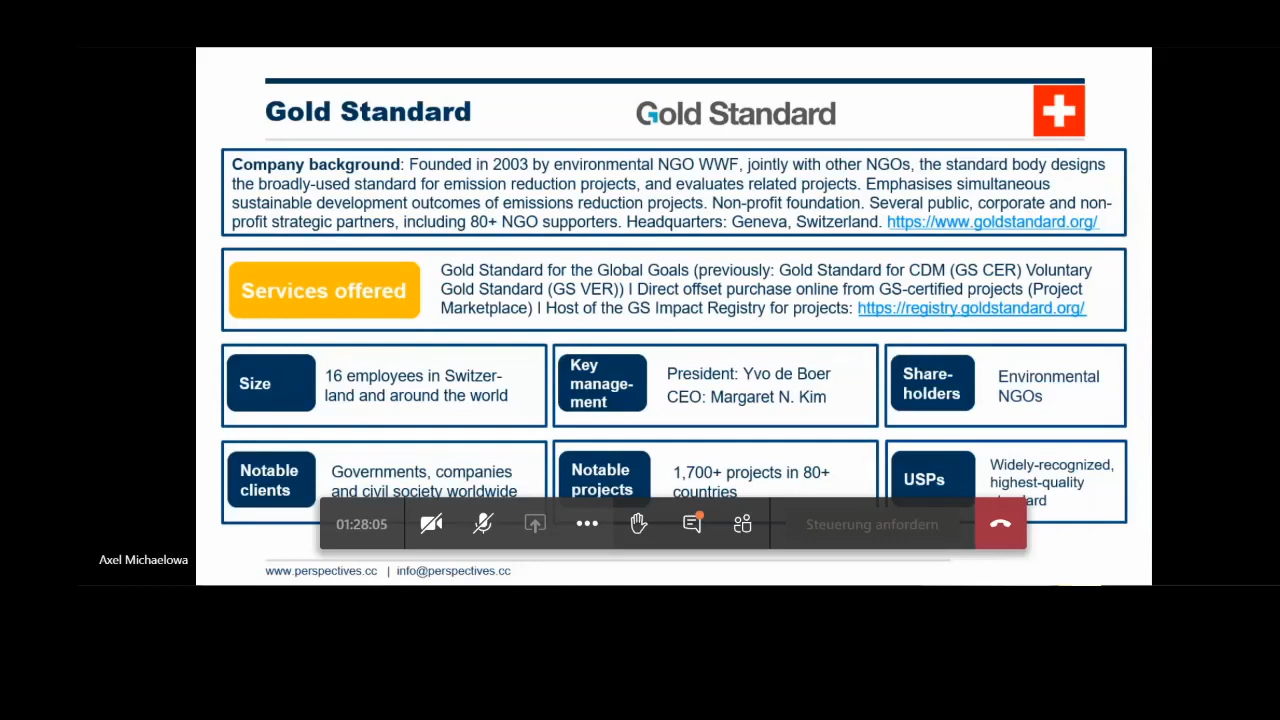 Gold Standard
Gold Standard
Company background: Founded in 2003 by environmental NGO WWF, jointly with other NGOs, the standard body designs
the broadly-used standard for emission reduction projects, and evaluates related projects. Emphasises simultaneous
sustainable development outcomes of emissions reduction projects. Non-profit foundation. Several public, corporate and non-
profit strategic partners, including 80+ NGO supporters. Headquarters: Geneva, Switzerland. https://www.goldstandard.org/
Services offered
Gold Standard for the Global Goals (previously: Gold Standard for CDM (GS CER) Voluntary
Gold Standard (GS VER)) I Direct offset purchase online from GS-certified projects (Project
Marketplace) I Host of the GS Impact Registry for projects: https://registry.goldstandard.org/
Size
16 employees in Switzer-
land and around the world
Key
manage-
ment
President: Yvo de Boer
CEO: Margaret N. Kim
Share-
holders
Environmental
NGOs
Notable
clients
Governments, companies
and civil society worldwide
Notable
projects
1,700+ projects in 80+
countries
USPs
Widely-recognized,
highest-quality
01:28:05
Steuerung anfordern
Axel Michaelowa
www.perspectives.cc | info@perspectives.cc